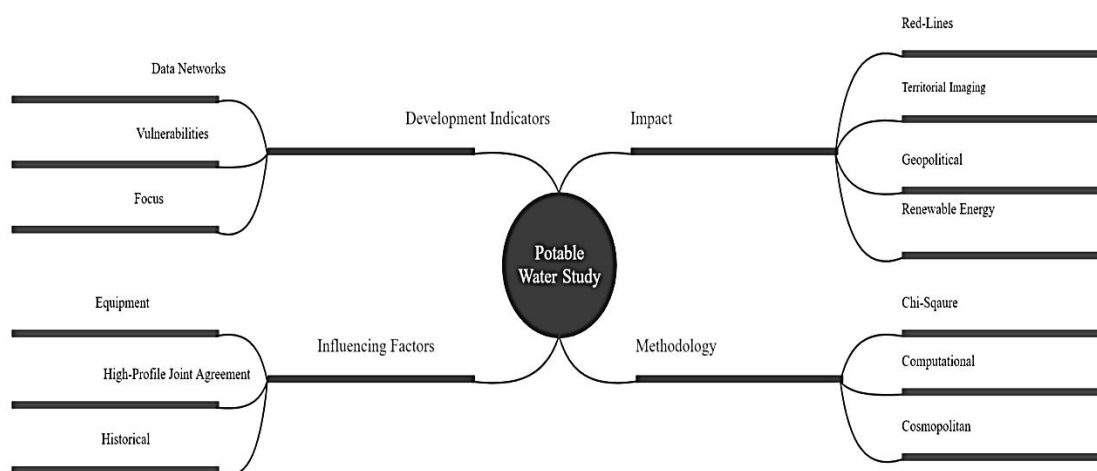 Red-Lines
Data Networks
Territorial Imaging
Development Indicators
Impact
Vulnerabilities
Geopolitical
Focus
Renewable Energy
Potable
Water Study
Equipment
Chi-Sqaure
Influencing Factors
Methodology
High-Profile Joint Agreement
Computational
Historical
Cosmopolitan